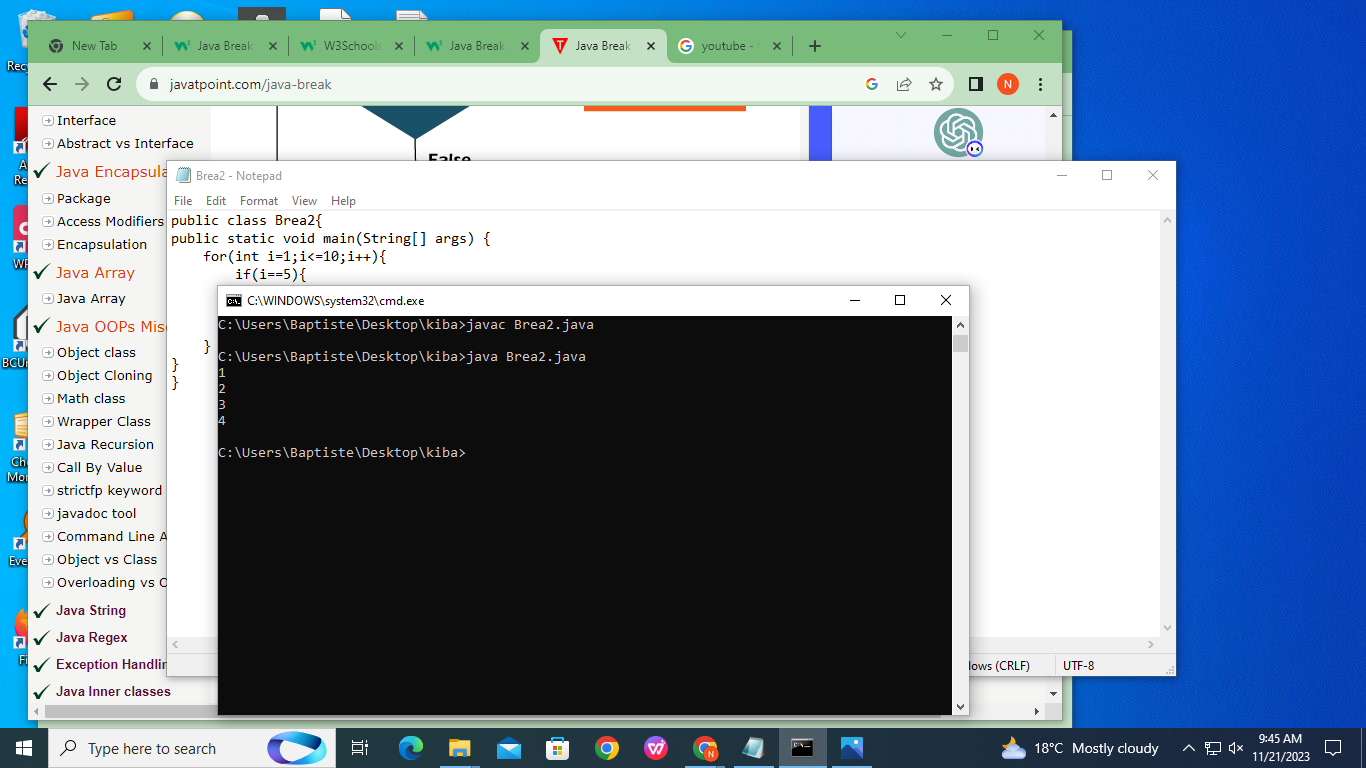 New Tab
Java Break
W3Schools
Java Break
Java Break
youtube -
javatpoint.com/java-break
N
Interface
Abstract vs Interface
Java Encapsula
Package
Access Modifiers
Encapsulation
Java Array
Java Array
Java OOPs Misc
Object class
Object Cloning
Math class
Wrapper Class
Java Recursion
Call By Value
strictfp keyword
javadoc tool
Command Line A
Object vs Class
Overloading vs O
Java String
Java Regex
Exception Handlin
Java Inner classes
False
Brea2 - Notepad
File Edit Format View Help
public class Brea2{
public static void main(String[] args) {
for(int i=1;i<=10;i++){
if(i==5){
}
}
}
lows (CRLF)
UTF-8
C:\WINDOWS\system32\cmd.exe
C:\Users\Baptiste\Desktop\kiba>javac Brea2.java
C:\Users\Baptiste\Desktop\kiba>java Brea2.java
1
2
3
4
C:\Users\Baptiste\Desktop\kiba>
Type here to search
18°C Mostly cloudy
9:45 AM
11/21/2023